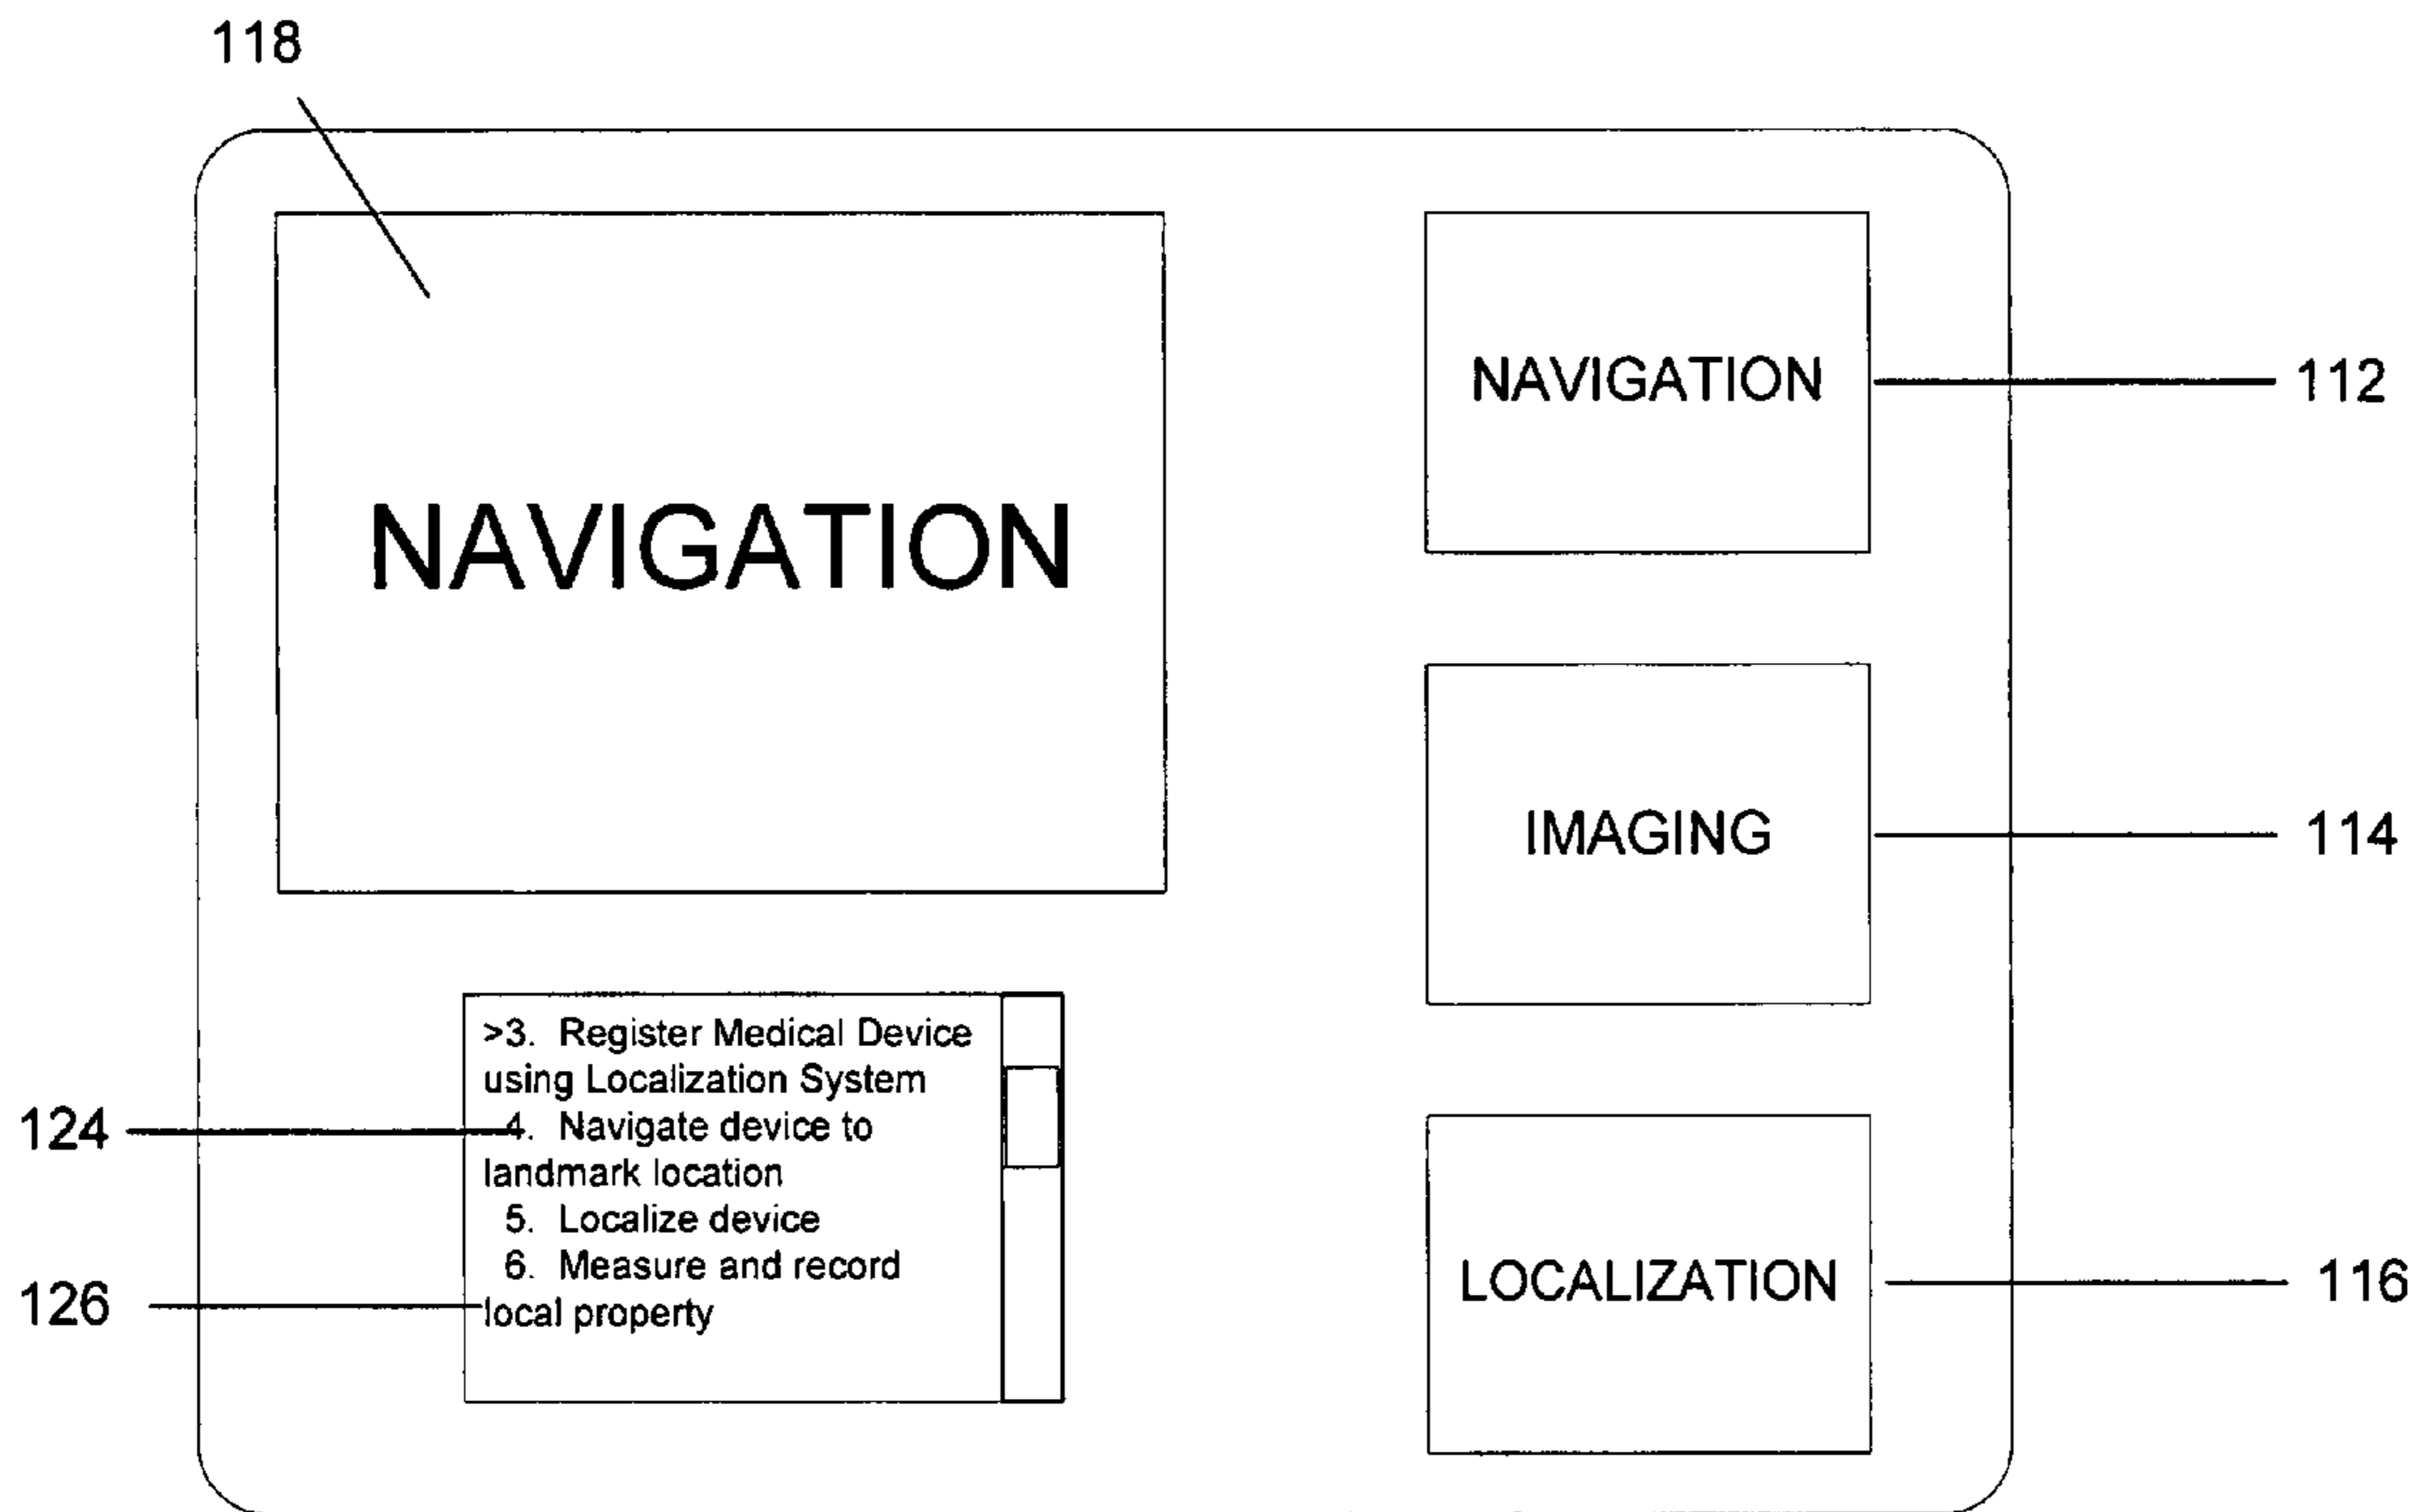 118
NAVIGATION
NAVIGATION
112
IMAGING
114
>3. Register Medical Device
using Localization System
124
4. Navigate device to
landmark location
5. Localize device
6. Measure and record
126
local property
LOCALIZATION
116